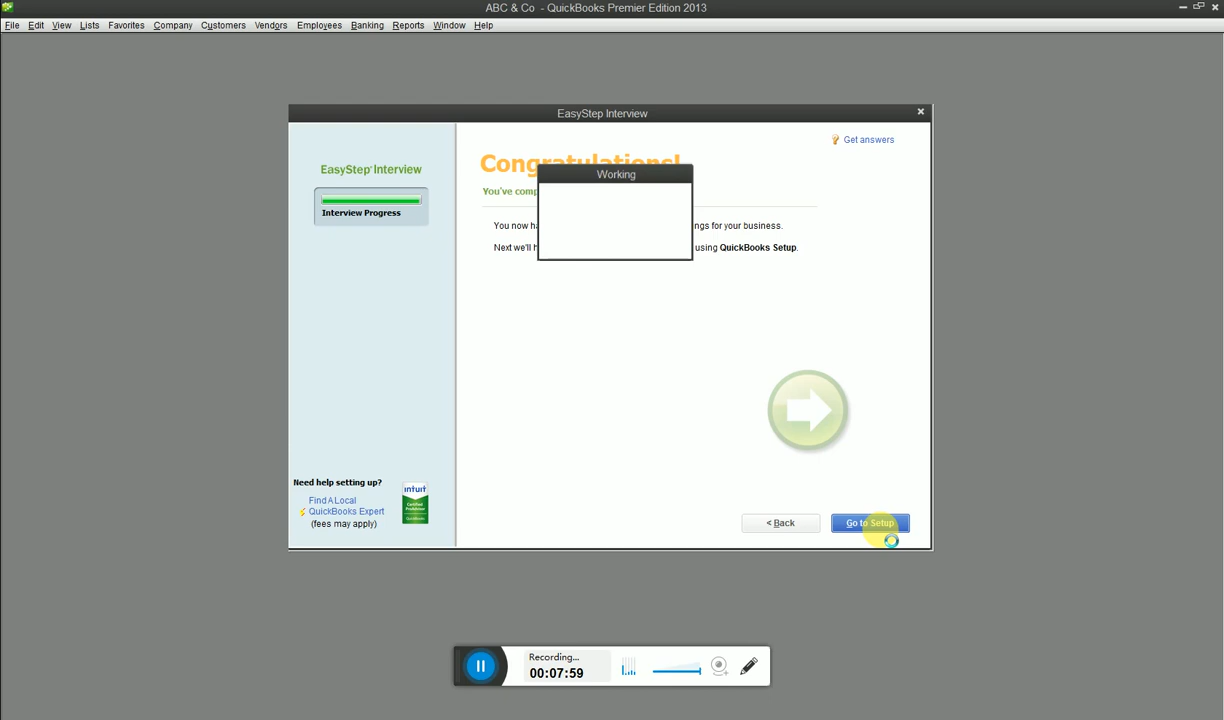 ABC & Co - QuickBooks Premier Edition 2013
File Edit View Lists Favorites Company Customers Vendors Employees Banking Reports Window Help
EasyStep Interview
Get answers
EasyStep Interview
Interview Progress
Congratulations!
Working
You've comp
You now ha ngs for your business.
Next we'll h using QuickBooks Setup.
Need help setting up?
Find A Local
QuickBooks Expert
(fees may apply)
intuit
< Back
Go to Setup
Recording...
00:07:59